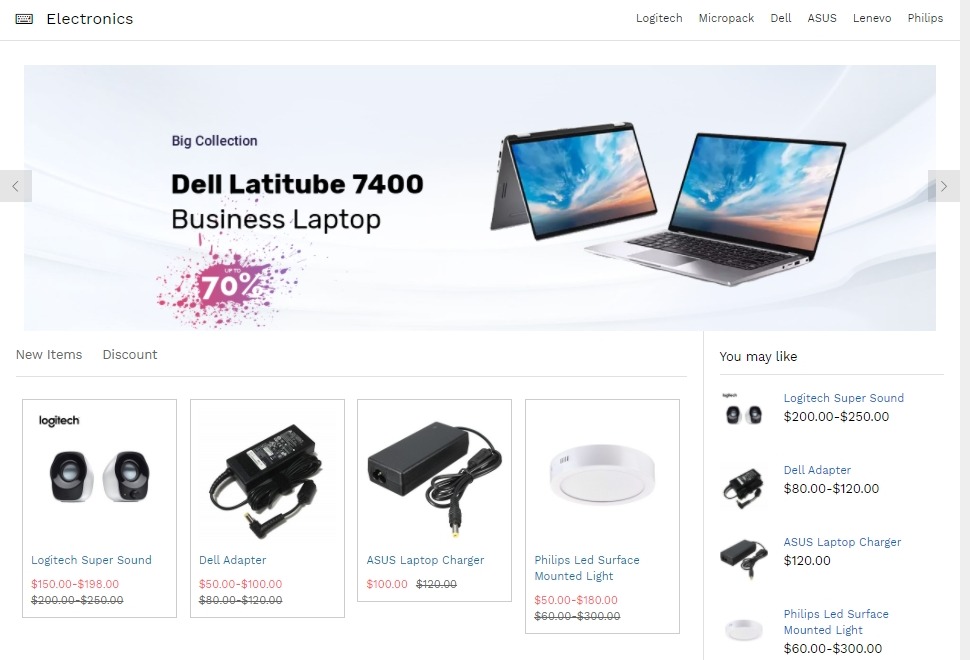 Electronics
Logitech Micropack Dell ASUS Lenevo Philips
Big Collection
Dell Latitube 7400
Business Laptop
UP TO
70%
New Items Discount
logitech
Logitech Super Sound
$150.00-$198.00
$200.00-$250.00
Dell Adapter
$50.00-$100.00
$80.00-$120.00
ASUS Laptop Charger
$100.00 $120.00
Philips Led Surface
Mounted Light
$50.00-$180.00
$60.00-$300.00
You may like
logitech
Logitech Super Sound
$200.00-$250.00
Dell Adapter
$80.00-$120.00
ASUS Laptop Charger
$120.00
Philips Led Surface
Mounted Light
$60.00-$300.00